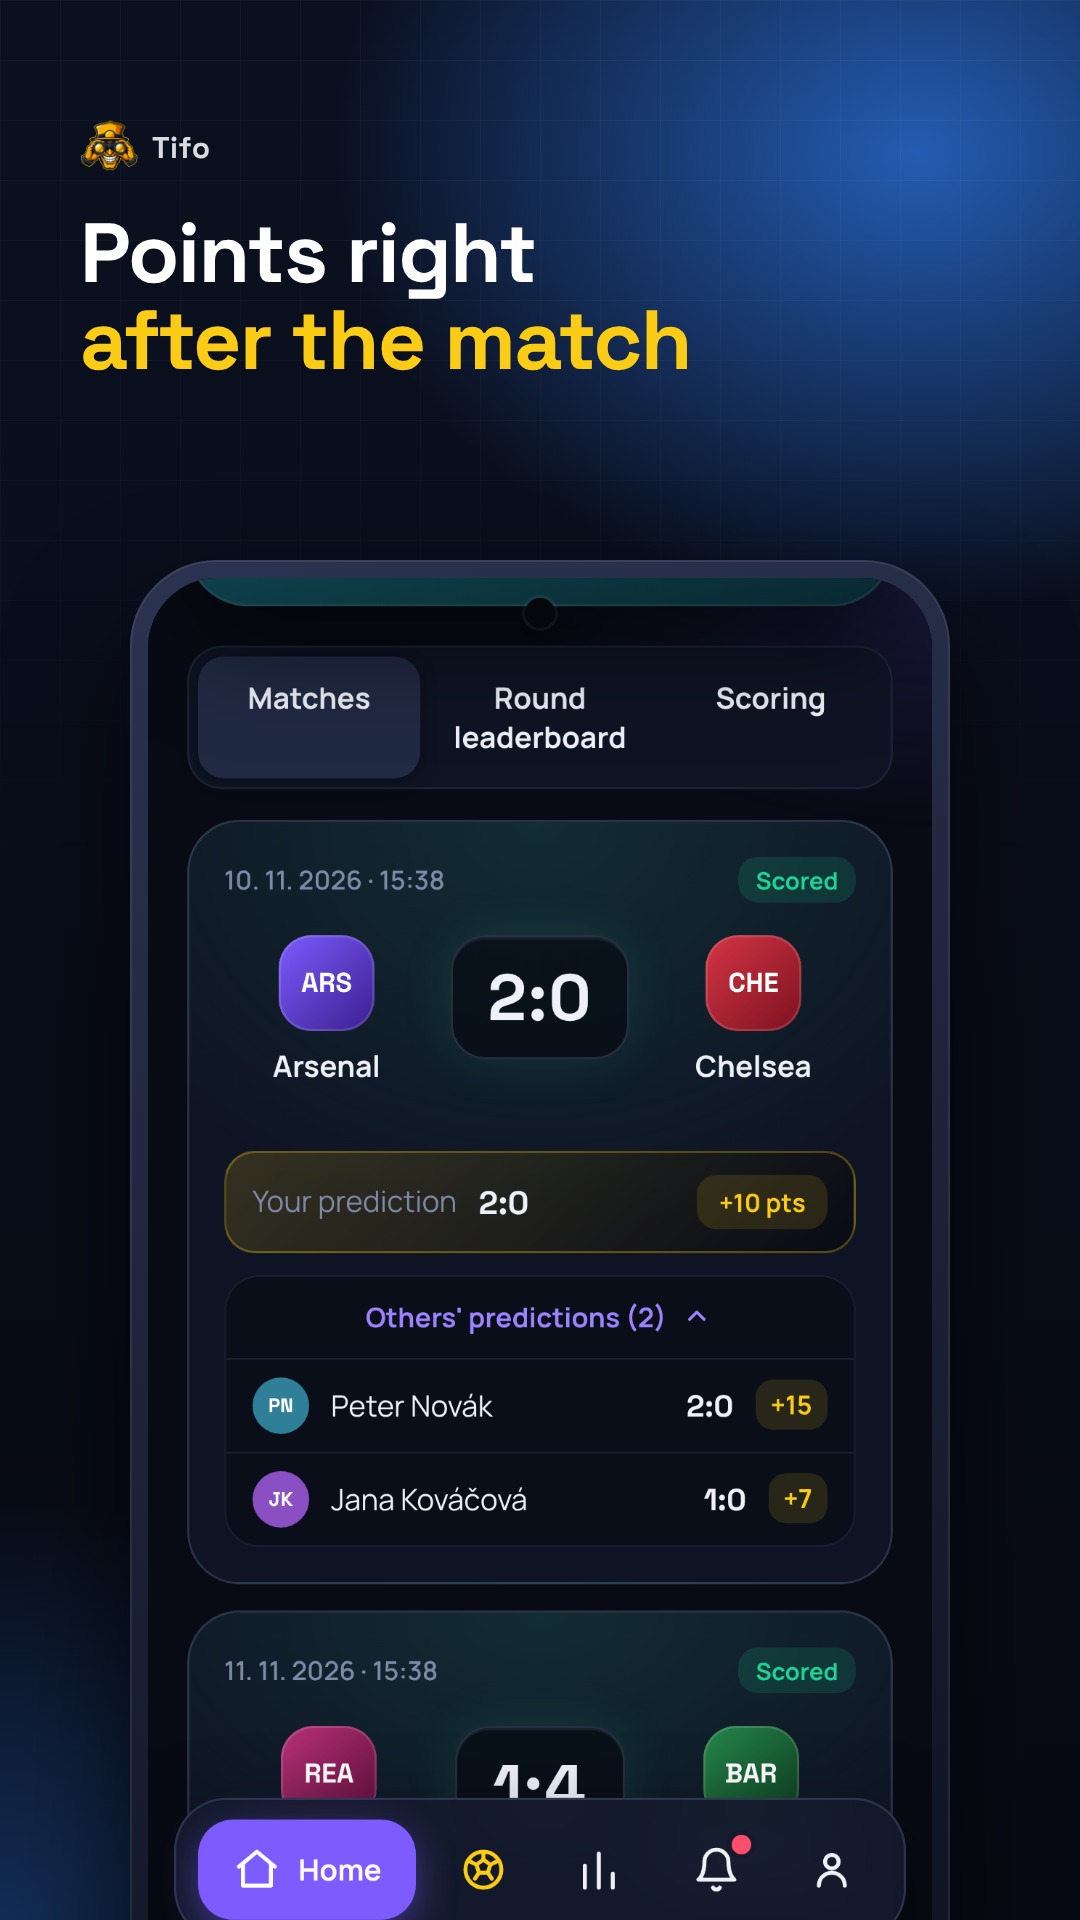 Tifo
Points right
after the match
Matches
Round
leaderboard
Scoring
10. 11. 2026 · 15:38
Scored
ARS
2:0
CHE
Arsenal
Chelsea
Your prediction 2:0
+10 pts
Others' predictions (2)
PN Peter Novák 2:0 +15
JK Jana Kováčová 1:0 +7
11. 11. 2026 · 15:38
Scored
REA
1:4
BAR
Home